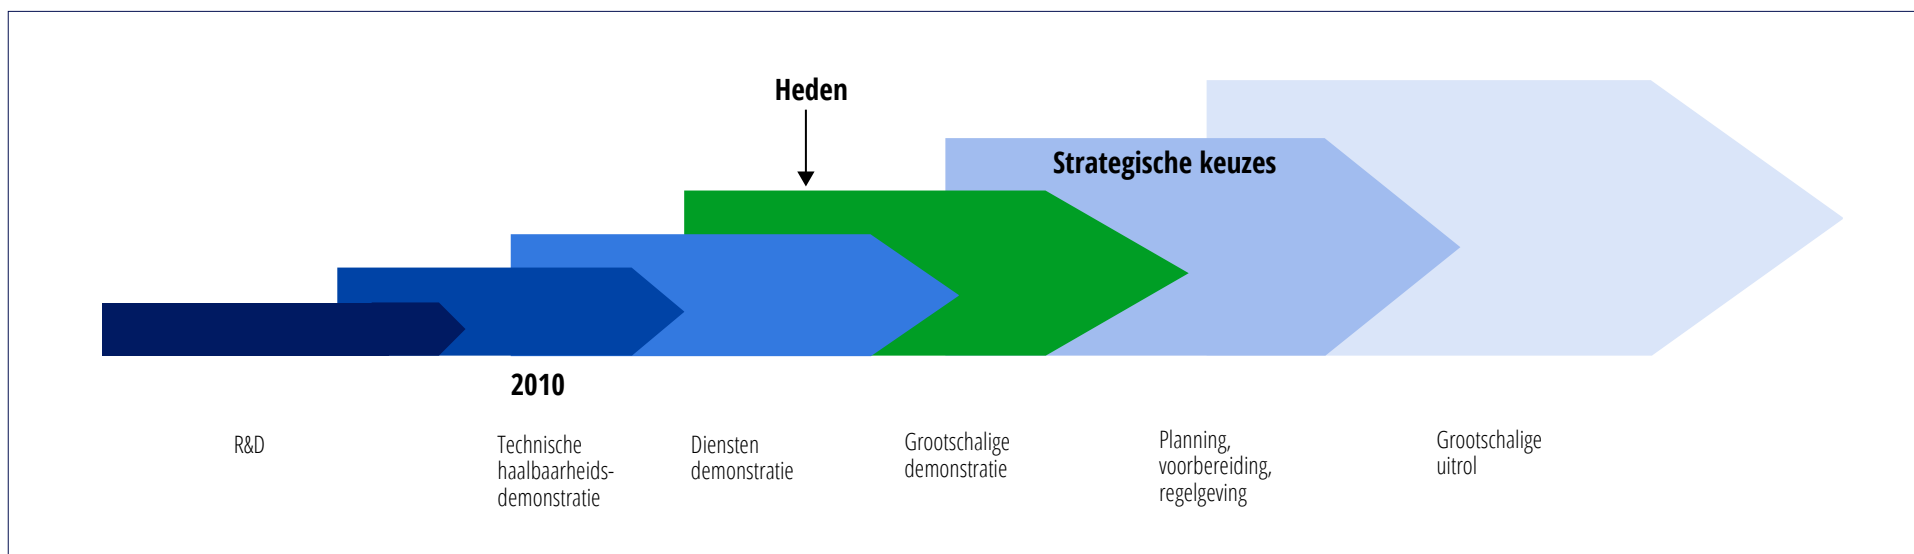 Heden
Strategische keuzes
2010
R&D
Technische
haalbaarheids-
demonstratie
Diensten
demonstratie
Grootschalige
demonstratie
Planning,
voorbereiding,
regelgeving
Grootschalige
uitrol